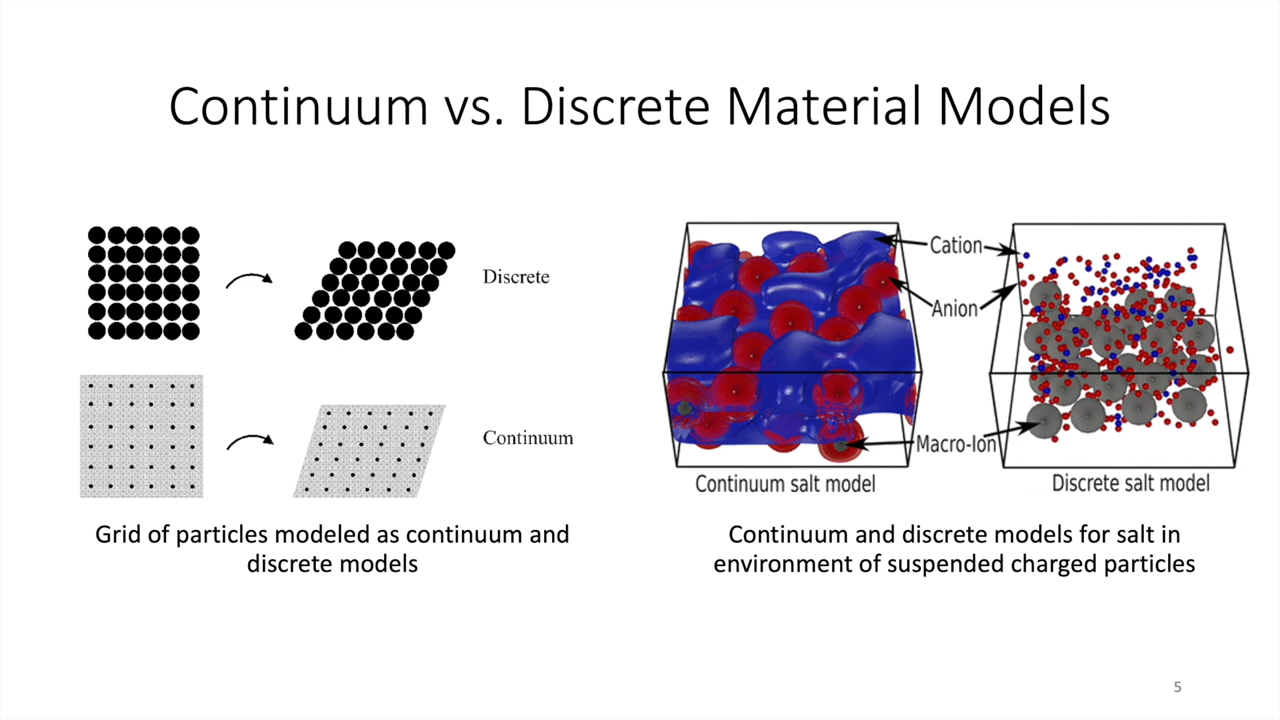 Continuum vs. Discrete Material Models
Discrete
Continuum
Grid of particles modeled as continuum and
discrete models
Cation
Anion
Macro-Ion
Continuum salt model
Discrete salt model
Continuum and discrete models for salt in
environment of suspended charged particles
5